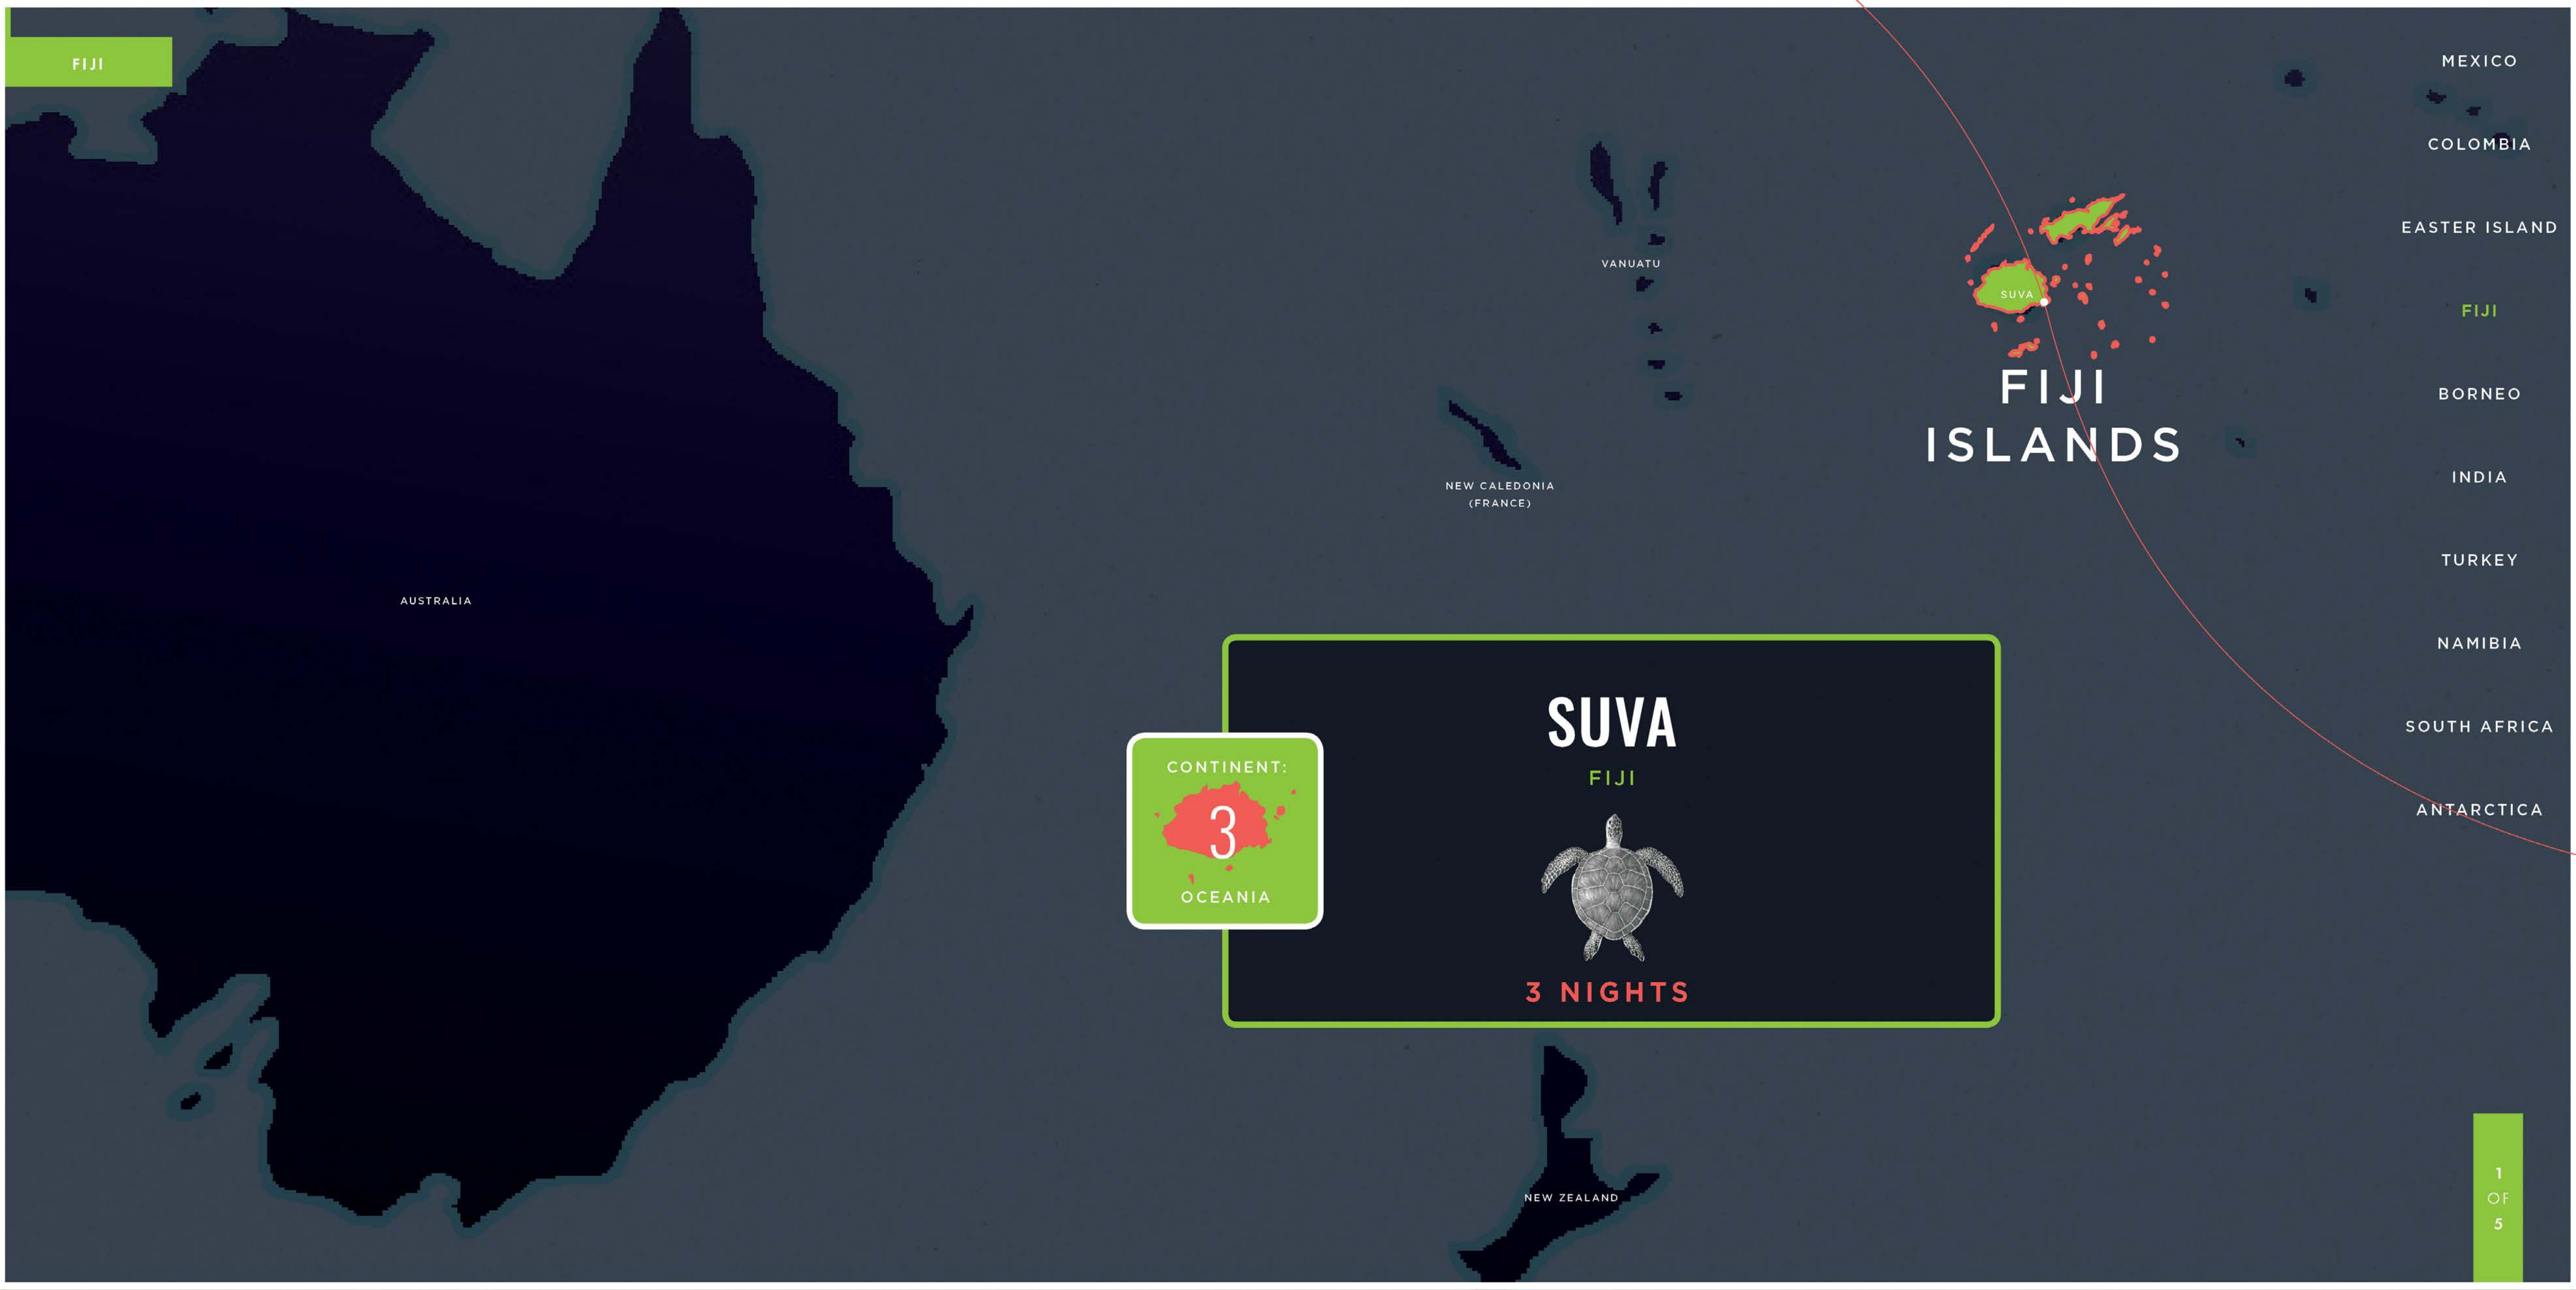 FIJI
MEXICO
COLOMBIA
EASTER ISLAND
FIJI
BORNEO
INDIA
TURKEY
NAMIBIA
SOUTH AFRICA
ANTARCTICA
VANUATU
SUVA
FIJI
ISLANDS
NEW CALEDONIA
(FRANCE)
AUSTRALIA
SUVA
FIJI
3 NIGHTS
CONTINENT:
3
OCEANIA
NEW ZEALAND
1
OF
5